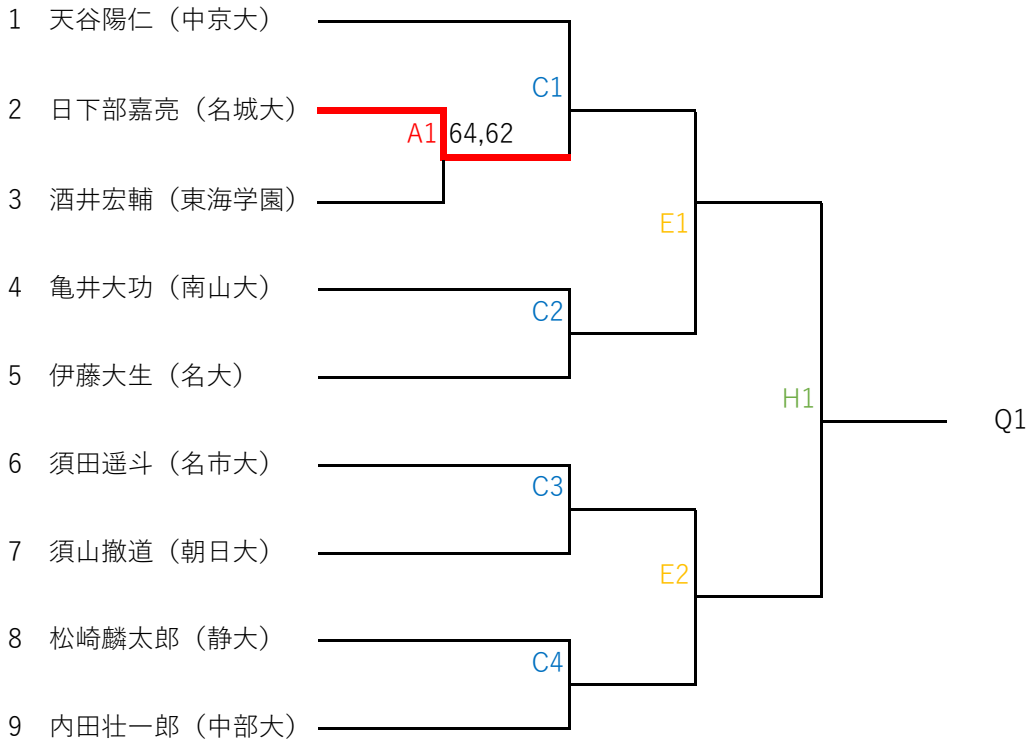 1 天谷陽仁（中京大）
C1
2 日下部嘉亮（名城大）
A1 64,62
3 酒井宏輔（東海学園）
E1
4 亀井大功（南山大）
C2
5 伊藤大生（名大）
H1
Q1
6 須田遥斗（名市大）
C3
7 須山撤道（朝日大）
E2
8 松崎麟太郎（静大）
C4
9 内田壮一郎（中部大）